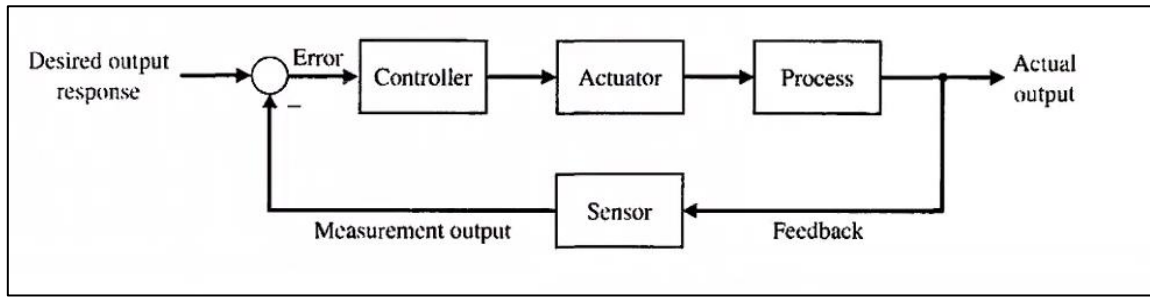 Desired output
response
Error
Controller
Actuator
Process
Actual
output
−
Sensor
Measurement output
Feedback